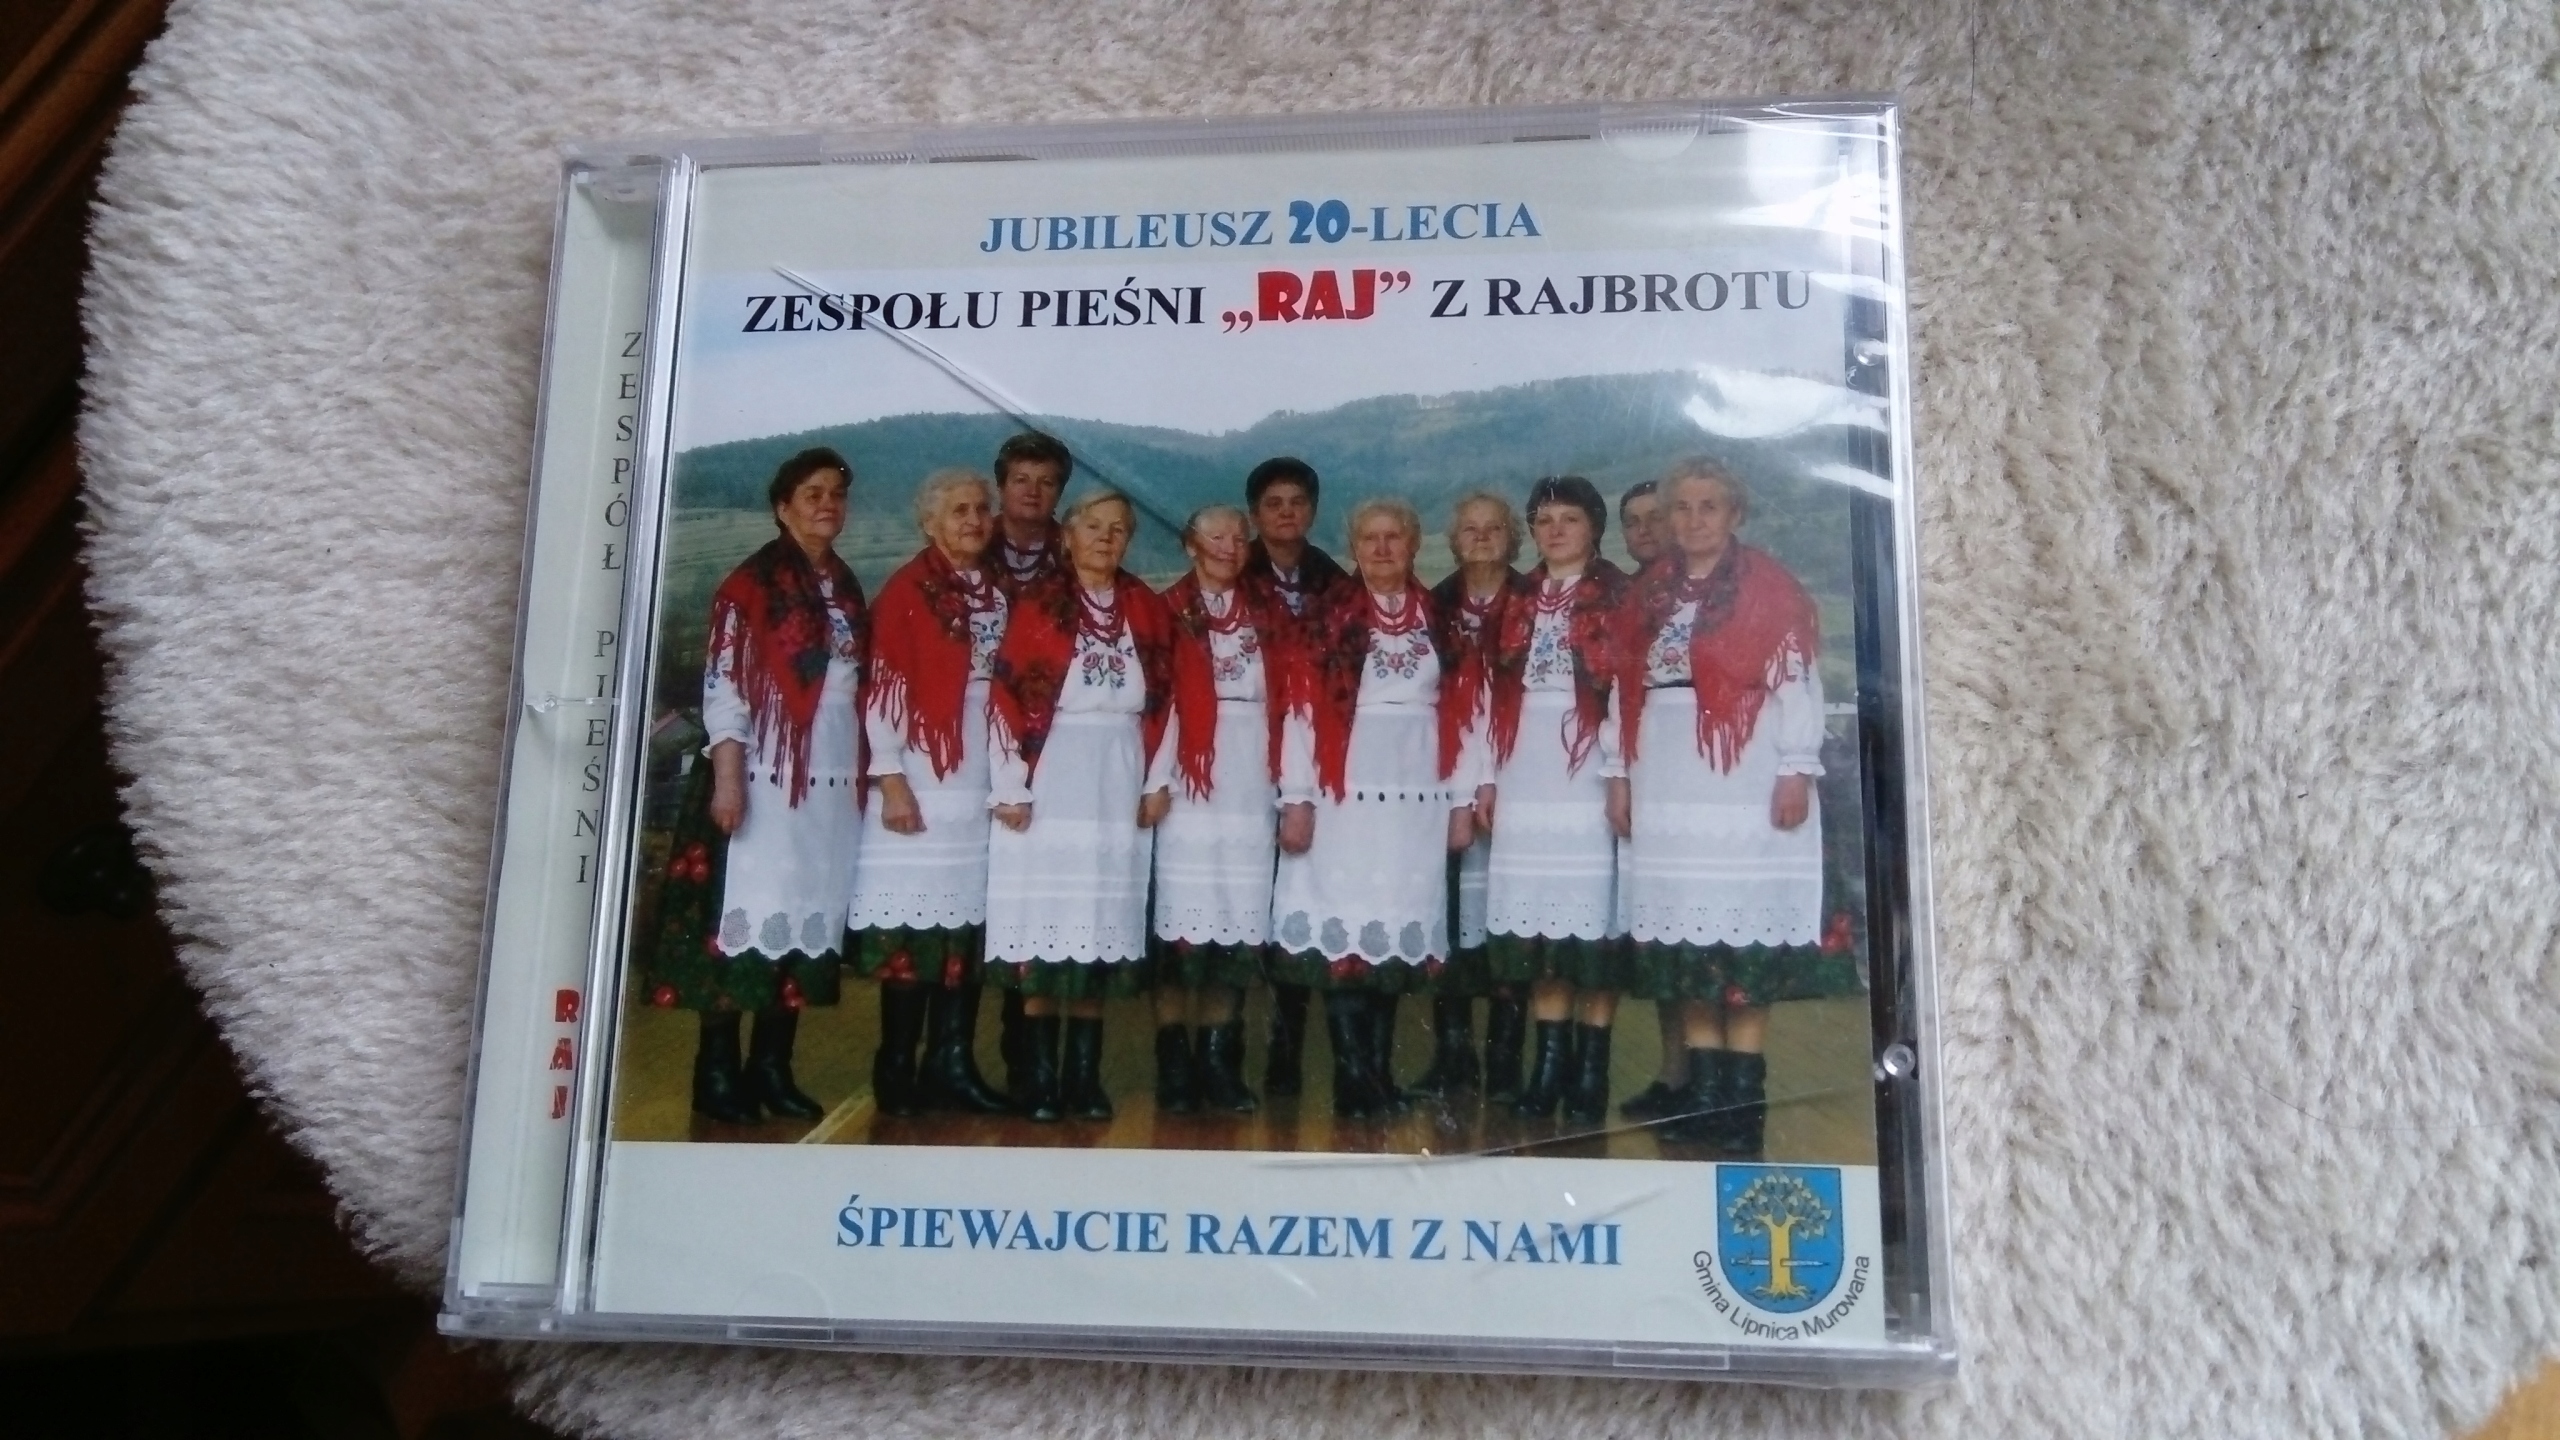 JUBILEUSZ 20-LECIA
ZESPOŁU PIEŚNI „RAJ” Z RAJBROTU
ŚPIEWAJCIE RAZEM Z NAMI
Gmina Lipnica Murowana
ZESPÓŁ PIEŚNI RAJ